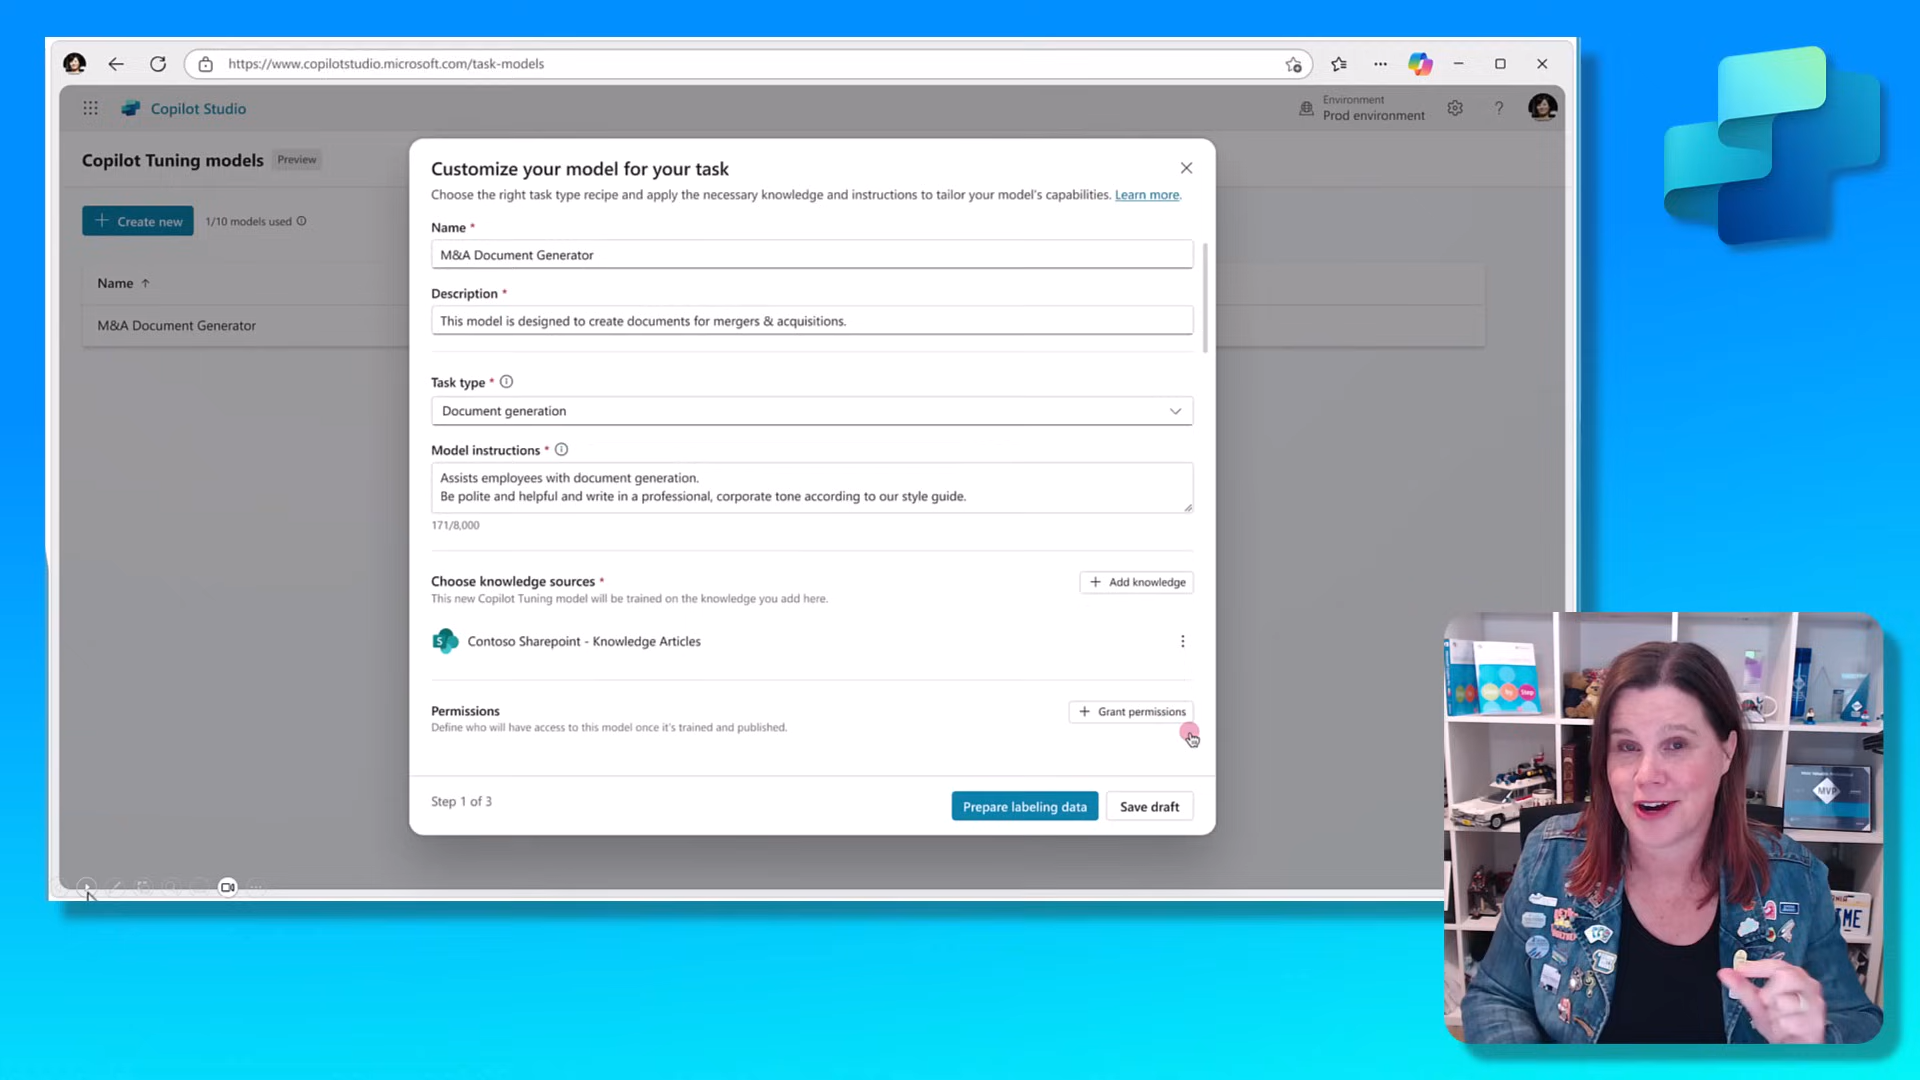 https://www.copilotstudio.microsoft.com/task-models
Copilot Studio
Environment
Prod environment
?
Copilot Tuning models
Preview
+ Create new
1/10 models used
Name ↑
M&A Document Generator
Customize your model for your task
Choose the right task type recipe and apply the necessary knowledge and instructions to tailor your model's capabilities. Learn more.
Name *
M&A Document Generator
Description *
This model is designed to create documents for mergers & acquisitions.
Task type *
Document generation
Model instructions *
Assists employees with document generation.
Be polite and helpful and write in a professional, corporate tone according to our style guide.
171/8,000
Choose knowledge sources *
+ Add knowledge
This new Copilot Tuning model will be trained on the knowledge you add here.
S
Contoso Sharepoint - Knowledge Articles
Permissions
+ Grant permissions
Define who will have access to this model once it's trained and published.
Step 1 of 3
Prepare labeling data
Save draft
by Step
MVP